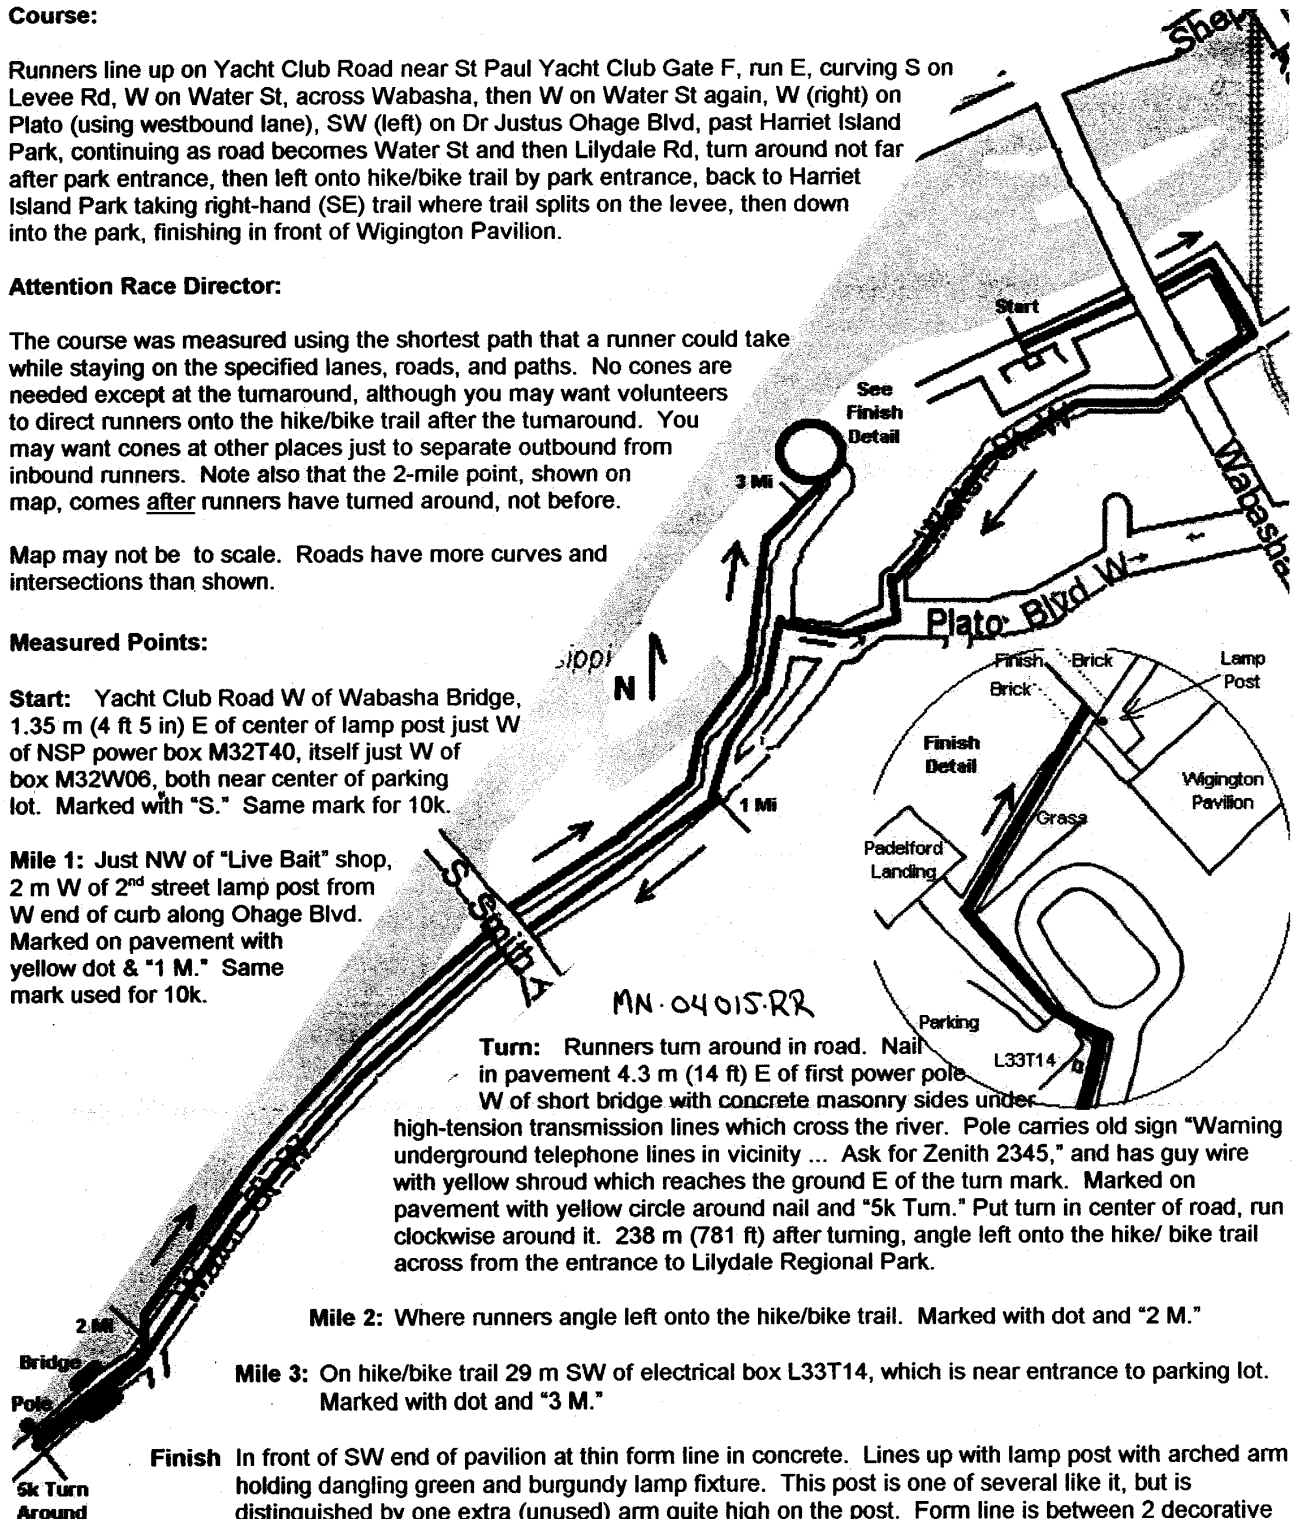 Course:
Runners line up on Yacht Club Road near St Paul Yacht Club Gate F, run E, curving S on
Levee Rd, W on Water St, across Wabasha, then W on Water St again, W (right) on
Plato (using westbound lane), SW (left) on Dr Justus Ohage Blvd, past Harriet Island
Park, continuing as road becomes Water St and then Lilydale Rd, turn around not far
after park entrance, then left onto hike/bike trail by park entrance, back to Harriet
Island Park taking right-hand (SE) trail where trail splits on the levee, then down
into the park, finishing in front of Wigington Pavilion.
Attention Race Director:
The course was measured using the shortest path that a runner could take
while staying on the specified lanes, roads, and paths. No cones are
needed except at the turnaround, although you may want volunteers
to direct runners onto the hike/bike trail after the turnaround. You
may want cones at other places just to separate outbound from
inbound runners. Note also that the 2-mile point, shown on
map, comes after runners have turned around, not before.
Map may not be to scale. Roads have more curves and
intersections than shown.
Measured Points:
Start: Yacht Club Road W of Wabasha Bridge,
1.35 m (4 ft 5 in) E of center of lamp post just W
of NSP power box M32T40, itself just W of
box M32W06, both near center of parking
lot. Marked with "S." Same mark for 10k.
Mile 1: Just NW of "Live Bait" shop,
2 m W of 2nd street lamp post from
W end of curb along Ohage Blvd.
Marked on pavement with
yellow dot & "1 M." Same
mark used for 10k.
Shep
Start
See
Finish
Detail
3 Mi
Wabasha
Plato Blvd W
sippi
N
1 Mi
S Smith A
Water St W
2 Mi
Bridge
Pole
5k Turn
Around
Finish
Brick
Brick
Lamp
Post
Finish
Detail
Wigington
Pavilion
Grass
Padelford
Landing
Parking
L33T14
MN·04015·RR
Turn: Runners turn around in road. Nail
in pavement 4.3 m (14 ft) E of first power pole
W of short bridge with concrete masonry sides under
high-tension transmission lines which cross the river. Pole carries old sign "Warning
underground telephone lines in vicinity ... Ask for Zenith 2345," and has guy wire
with yellow shroud which reaches the ground E of the turn mark. Marked on
pavement with yellow circle around nail and "5k Turn." Put turn in center of road, run
clockwise around it. 238 m (781 ft) after turning, angle left onto the hike/ bike trail
across from the entrance to Lilydale Regional Park.
Mile 2: Where runners angle left onto the hike/bike trail. Marked with dot and "2 M."
Mile 3: On hike/bike trail 29 m SW of electrical box L33T14, which is near entrance to parking lot.
Marked with dot and "3 M."
Finish In front of SW end of pavilion at thin form line in concrete. Lines up with lamp post with arched arm
holding dangling green and burgundy lamp fixture. This post is one of several like it, but is
distinguished by one extra (unused) arm quite high on the post. Form line is between 2 decorative